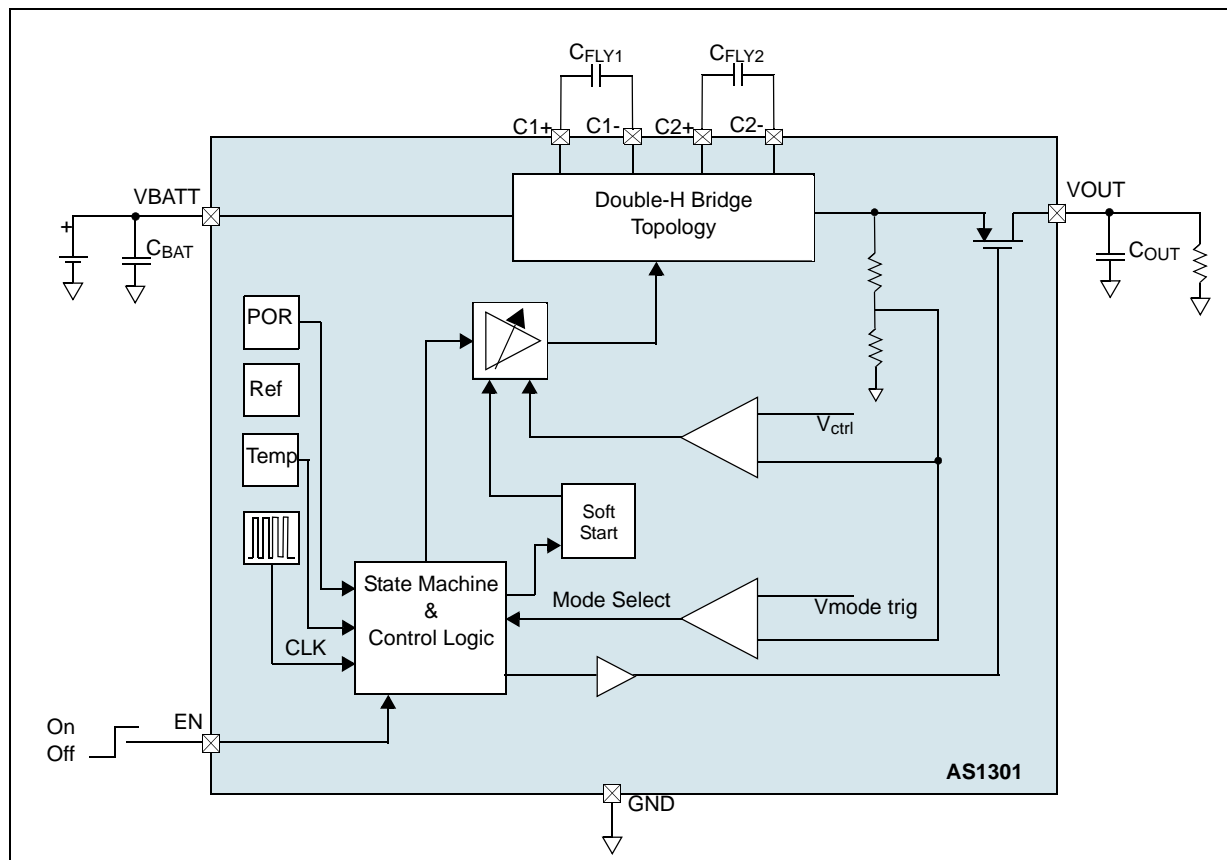 CFLY1
CFLY2
C1+
C1-
C2+
C2-
VBATT
Double-H Bridge
Topology
VOUT
+
CBAT
COUT
POR
Ref
Vctrl
Temp
Soft
Start
State Machine
&
Control Logic
Mode Select
Vmode trig
CLK
On
Off
EN
AS1301
GND